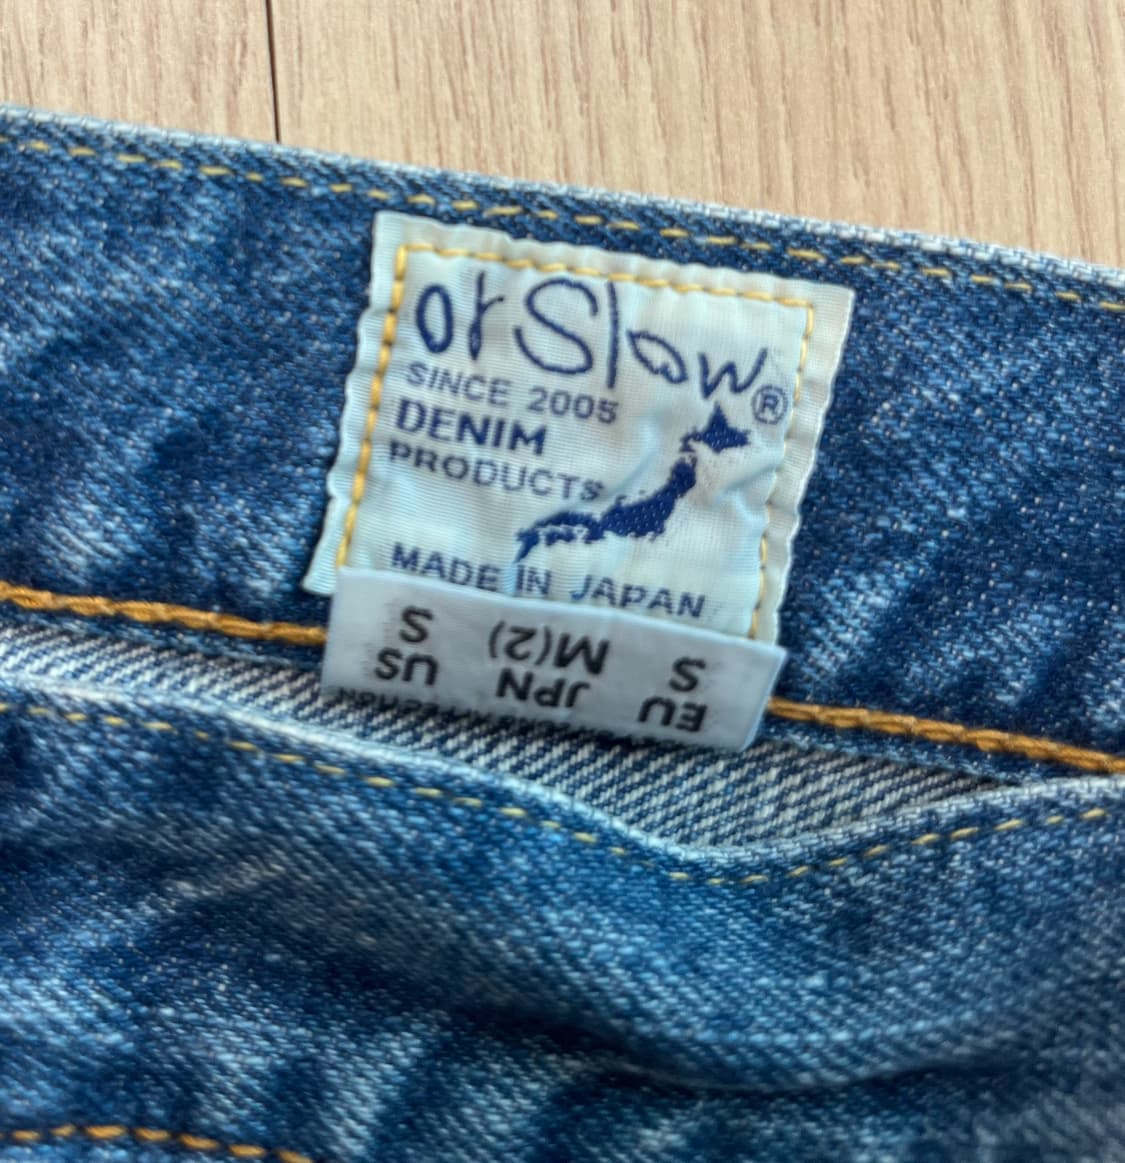 orSlow®
SINCE 2005
DENIM
PRODUCTS
MADE IN JAPAN
EU JPN US
S M(2) S